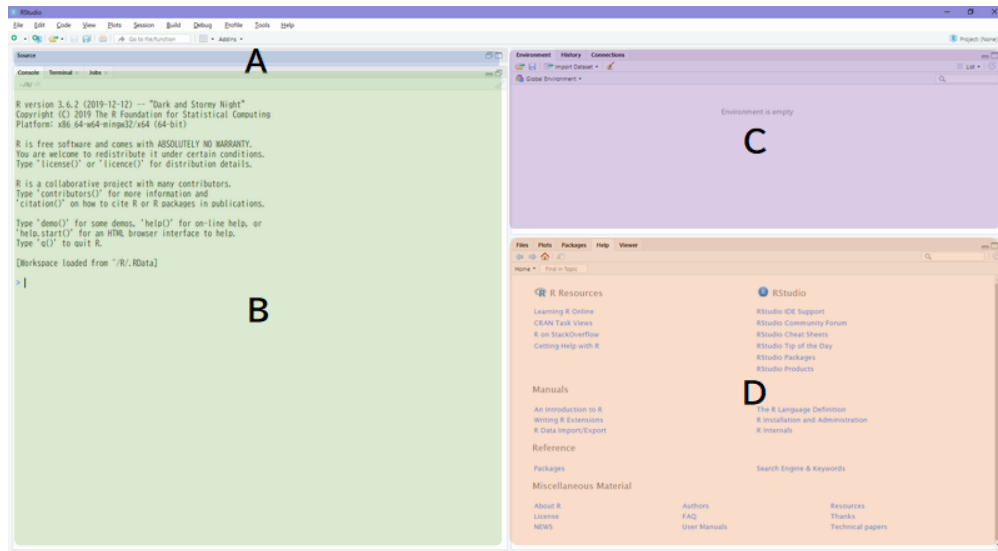 RStudio
File Edit Code View Plots Session Build Debug Profile Tools Help
Go to file/function Addins
Project: (None)
Source
A
Console Terminal Jobs
~/R/
R version 3.6.2 (2019-12-12) -- "Dark and Stormy Night"
Copyright (C) 2019 The R Foundation for Statistical Computing
Platform: x86_64-w64-mingw32/x64 (64-bit)
R is free software and comes with ABSOLUTELY NO WARRANTY.
You are welcome to redistribute it under certain conditions.
Type 'license()' or 'licence()' for distribution details.
R is a collaborative project with many contributors.
Type 'contributors()' for more information and
'citation()' on how to cite R or R packages in publications.
Type 'demo()' for some demos, 'help()' for on-line help, or
'help.start()' for an HTML browser interface to help.
Type 'q()' to quit R.
[Workspace loaded from ~/R/.RData]
>
B
Environment History Connections
Import Dataset List
Global Environment
Environment is empty
C
Files Plots Packages Help Viewer
Home Find in Topic
R Resources RStudio
Learning R Online RStudio IDE Support
CRAN Task Views RStudio Community Forum
R on StackOverflow RStudio Cheat Sheets
Getting Help with R RStudio Tip of the Day
RStudio Packages
RStudio Products
Manuals
D
An Introduction to R The R Language Definition
Writing R Extensions R Installation and Administration
R Data Import/Export R Internals
Reference
Packages Search Engine & Keywords
Miscellaneous Material
About R Authors Resources
License FAQ Thanks
NEWS User Manuals Technical papers